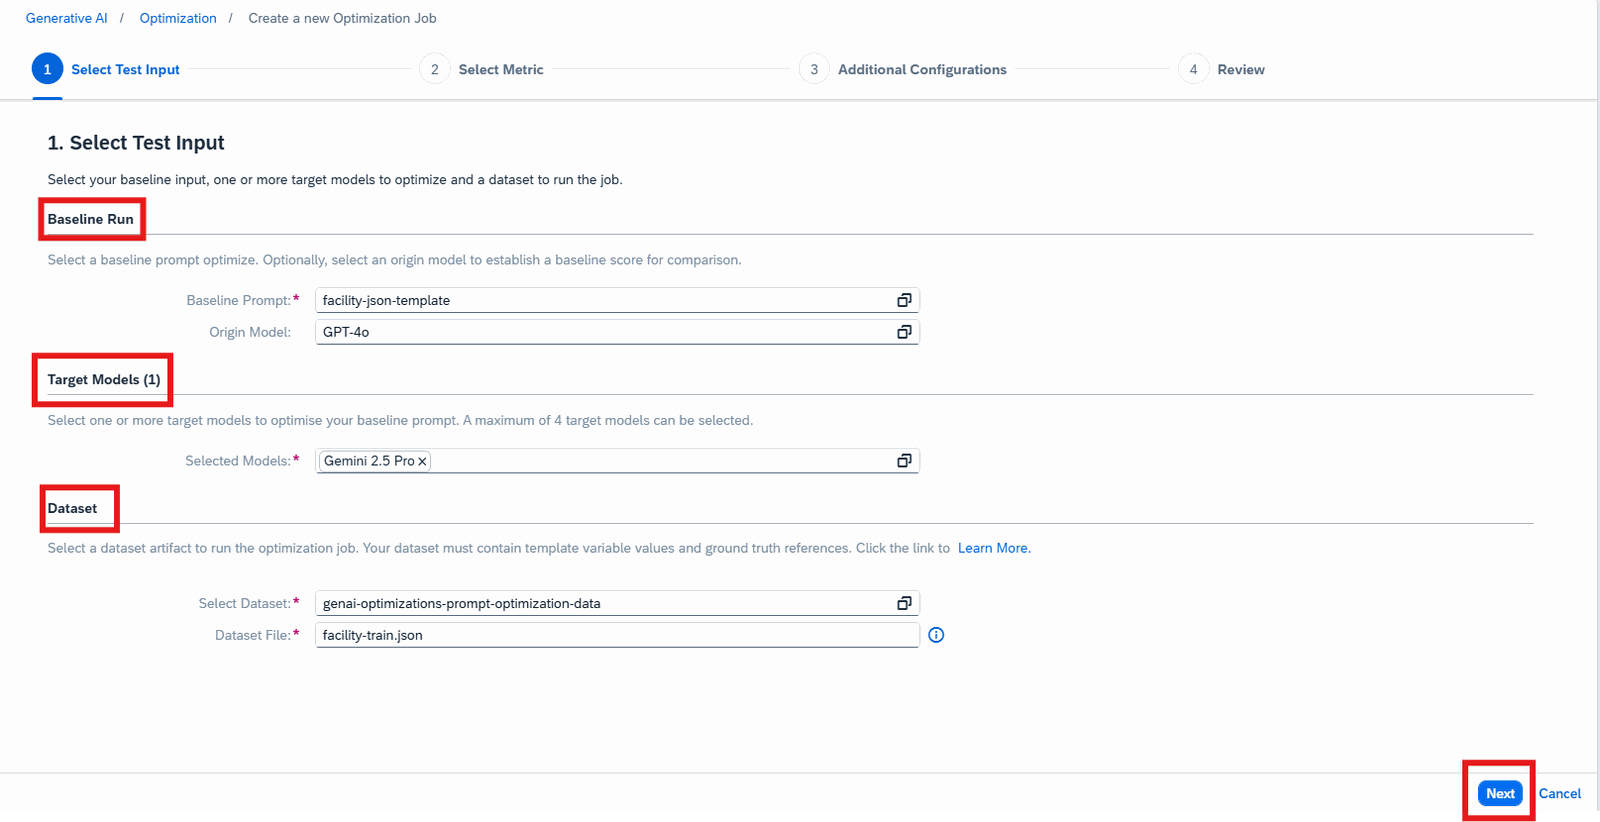 Generative AI / Optimization / Create a new Optimization Job
1 Select Test Input 2 Select Metric 3 Additional Configurations 4 Review
1. Select Test Input
Select your baseline input, one or more target models to optimize and a dataset to run the job.
Baseline Run
Select a baseline prompt optimize. Optionally, select an origin model to establish a baseline score for comparison.
Baseline Prompt:* facility-json-template
Origin Model: GPT-4o
Target Models (1)
Select one or more target models to optimise your baseline prompt. A maximum of 4 target models can be selected.
Selected Models:* Gemini 2.5 Pro
Dataset
Select a dataset artifact to run the optimization job. Your dataset must contain template variable values and ground truth references. Click the link to Learn More.
Select Dataset:* genai-optimizations-prompt-optimization-data
Dataset File:* facility-train.json
Next Cancel